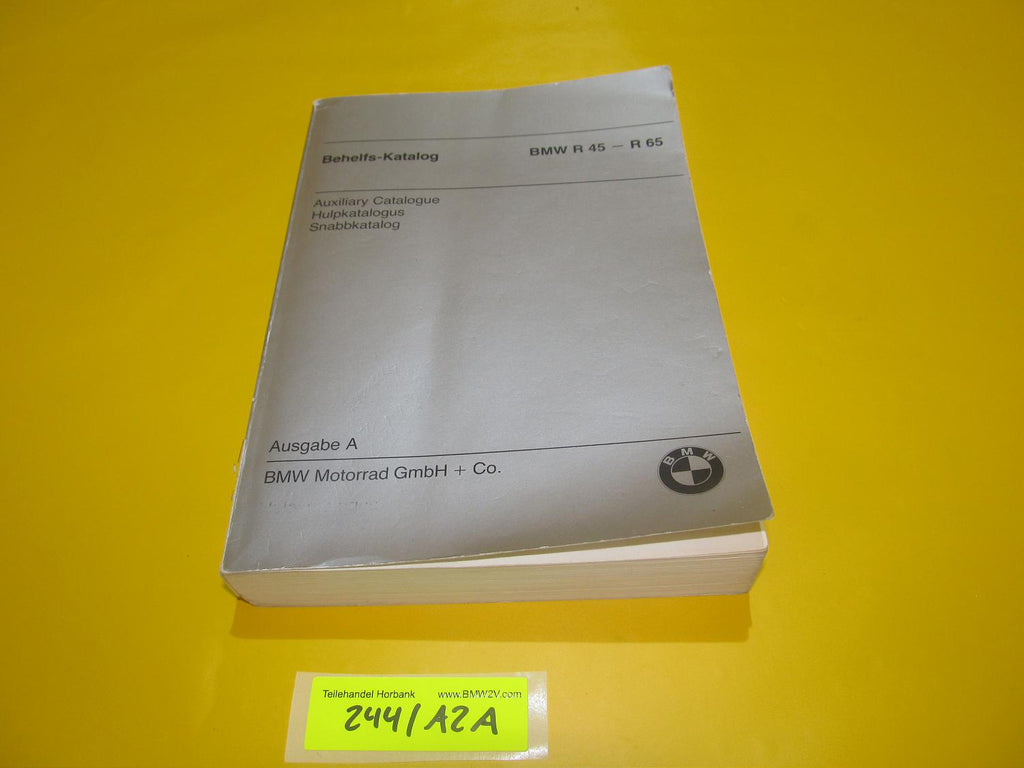 Behelfs-Katalog BMW R 45 — R 65
Auxiliary Catalogue
Hulpkatalogus
Snabbkatalog
Ausgabe A
BMW Motorrad GmbH + Co.
BMW
Teilehandel Horbank www.BMW2V.com
244/A2A